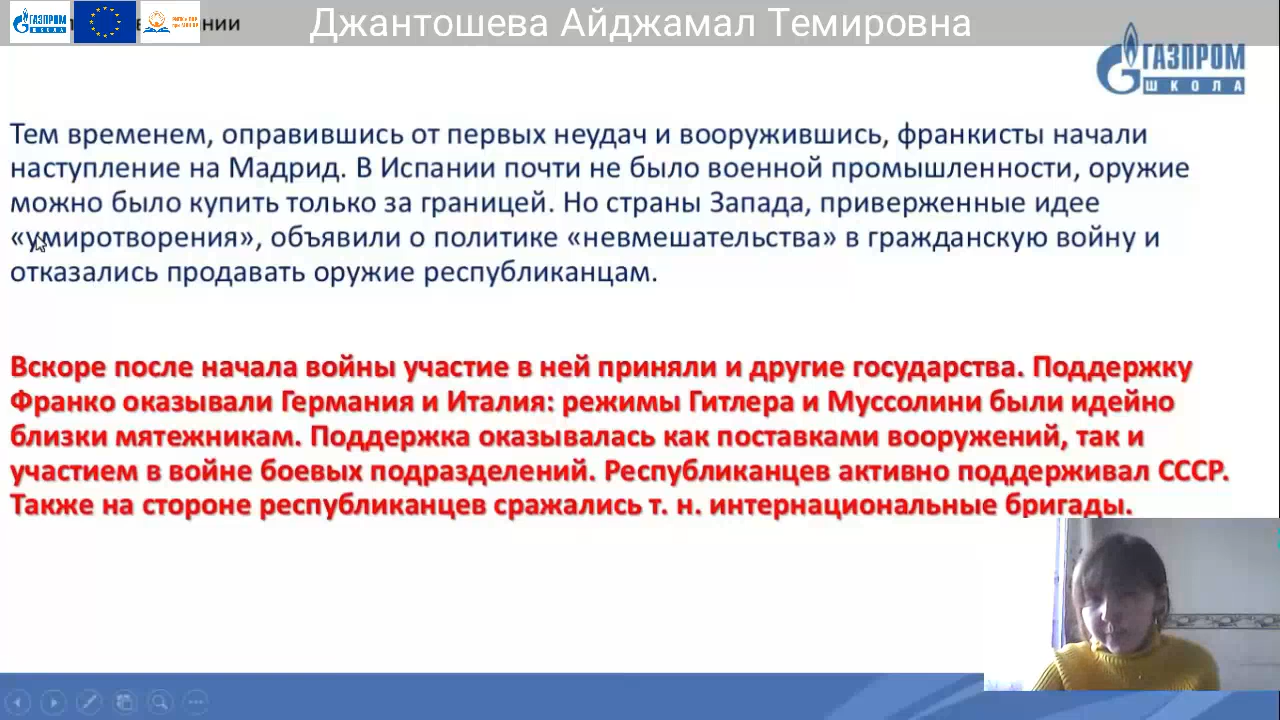 ГАЗПРОМ
ШКОЛА
нии
Джантошева Айджамал Темировна
ГАЗПРОМ
ШКОЛА
Тем временем, оправившись от первых неудач и вооружившись, франкисты начали
наступление на Мадрид. В Испании почти не было военной промышленности, оружие
можно было купить только за границей. Но страны Запада, приверженные идее
«умиротворения», объявили о политике «невмешательства» в гражданскую войну и
отказались продавать оружие республиканцам.
Вскоре после начала войны участие в ней приняли и другие государства. Поддержку
Франко оказывали Германия и Италия: режимы Гитлера и Муссолини были идейно
близки мятежникам. Поддержка оказывалась как поставками вооружений, так и
участием в войне боевых подразделений. Республиканцев активно поддерживал СССР.
Также на стороне республиканцев сражались т. н. интернациональные бригады.